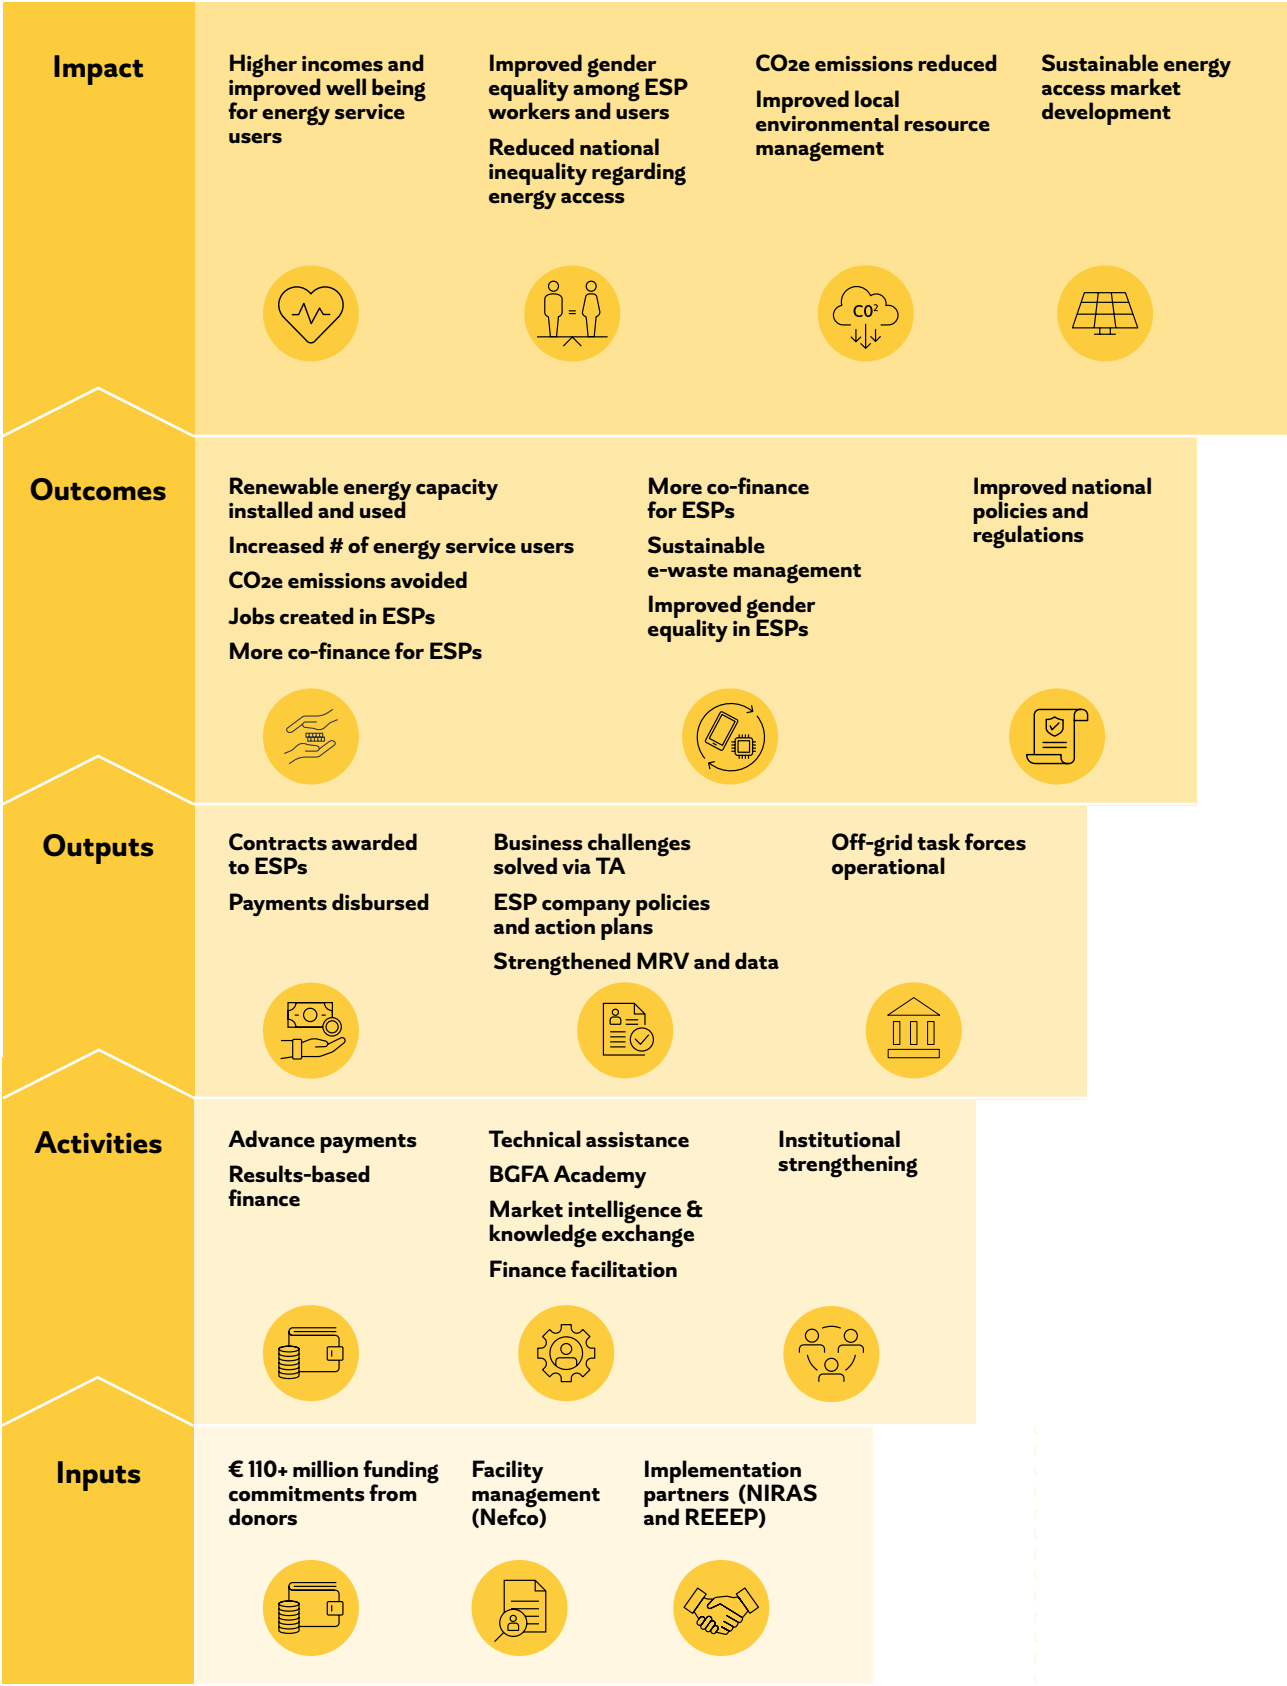 Impact
Higher incomes and
improved well being
for energy service
users
Improved gender
equality among ESP
workers and users
Reduced national
inequality regarding
energy access
CO2e emissions reduced
Improved local
environmental resource
management
Sustainable energy
access market
development
=
CO²
Outcomes
Renewable energy capacity
installed and used
Increased # of energy service users
CO2e emissions avoided
Jobs created in ESPs
More co-finance for ESPs
More co-finance
for ESPs
Sustainable
e-waste management
Improved gender
equality in ESPs
Improved national
policies and
regulations
Outputs
Contracts awarded
to ESPs
Payments disbursed
Business challenges
solved via TA
ESP company policies
and action plans
Strengthened MRV and data
Off-grid task forces
operational
Activities
Advance payments
Results-based
finance
Technical assistance
BGFA Academy
Market intelligence &
knowledge exchange
Finance facilitation
Institutional
strengthening
Inputs
€ 110+ million funding
commitments from
donors
Facility
management
(Nefco)
Implementation
partners (NIRAS
and REEEP)